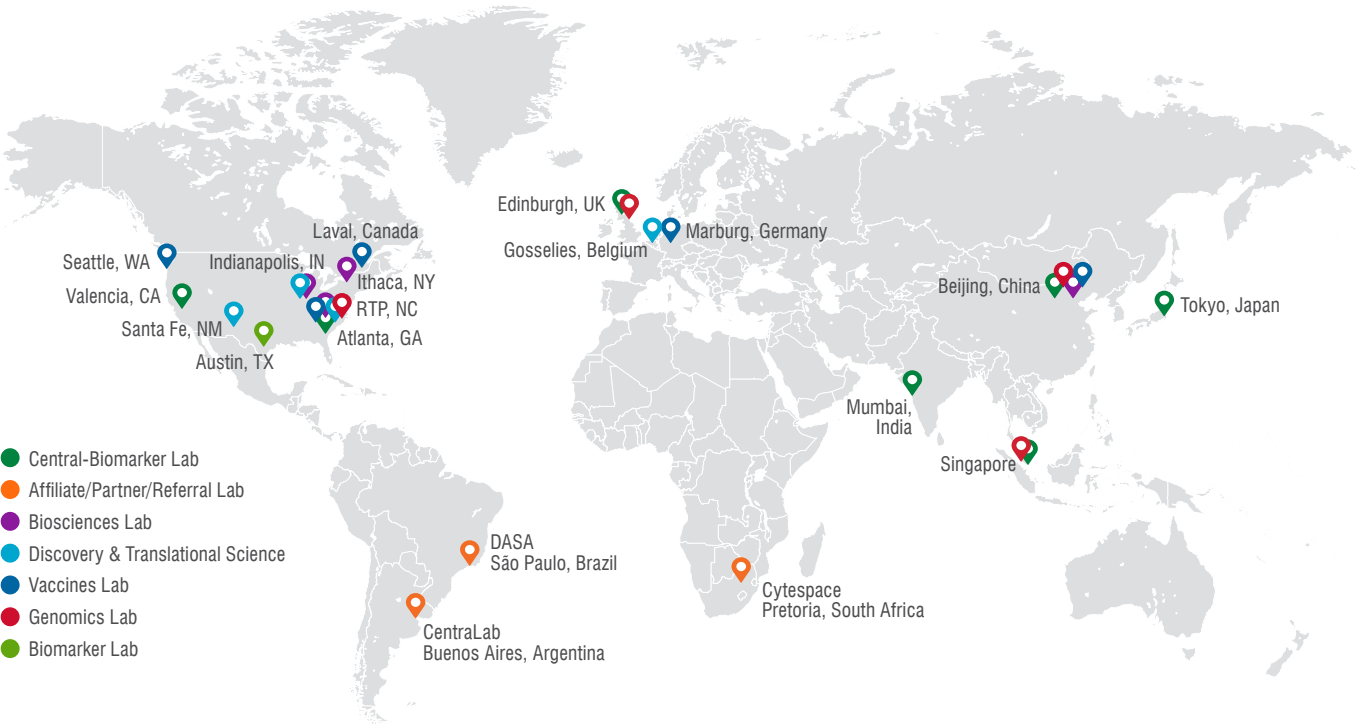 Edinburgh, UK
Laval, Canada
Marburg, Germany
Gosselies, Belgium
Seattle, WA
Indianapolis, IN
Ithaca, NY
Beijing, China
Valencia, CA
RTP, NC
Tokyo, Japan
Santa Fe, NM
Atlanta, GA
Austin, TX
Mumbai,
India
Singapore
Central-Biomarker Lab
Affiliate/Partner/Referral Lab
Biosciences Lab
Discovery & Translational Science
Vaccines Lab
Genomics Lab
Biomarker Lab
DASA
São Paulo, Brazil
Cytespace
Pretoria, South Africa
CentraLab
Buenos Aires, Argentina